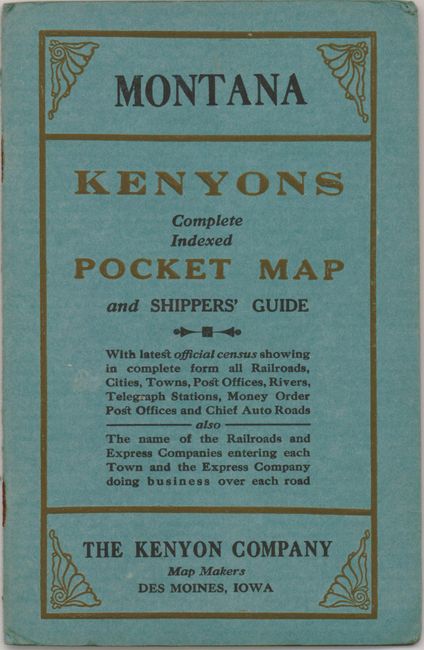 MONTANA
KENYONS
Complete
Indexed
POCKET MAP
and SHIPPERS' GUIDE
With latest official census showing
in complete form all Railroads,
Cities, Towns, Post Offices, Rivers,
Telegraph Stations, Money Order
Post Offices and Chief Auto Roads
also
The name of the Railroads and
Express Companies entering each
Town and the Express Company
doing business over each road
THE KENYON COMPANY
Map Makers
DES MOINES, IOWA